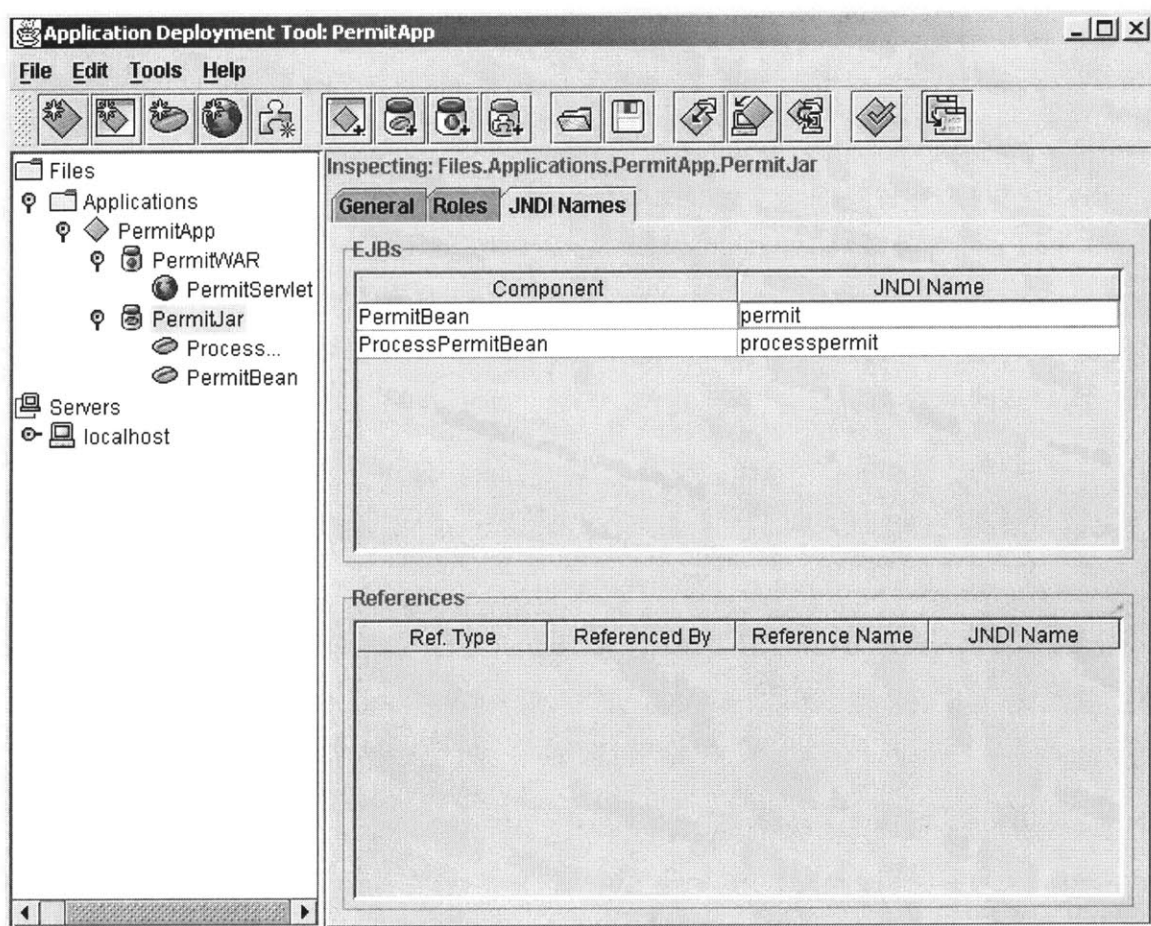 Application Deployment Tool: PermitApp
File Edit Tools Help
Files
Applications
PermitApp
PermitWAR
PermitServlet
PermitJar
Process...
PermitBean
Servers
localhost
Inspecting: Files.Applications.PermitApp.PermitJar
General Roles JNDI Names
EJBs
Component JNDI Name
PermitBean permit
ProcessPermitBean processpermit
References
Ref. Type Referenced By Reference Name JNDI Name